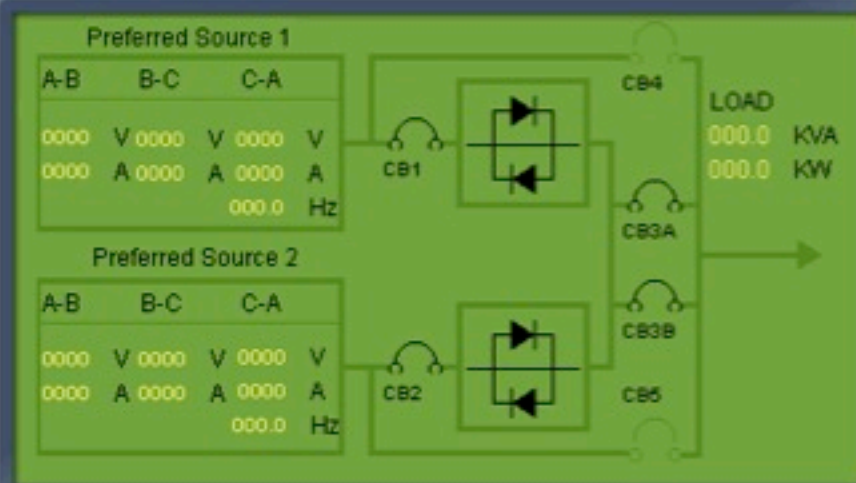 Preferred Source 1
A-B B-C C-A
0000 V 0000 V 0000 V
0000 A 0000 A 0000 A
000.0 Hz
CB1
CB4
LOAD
000.0 KVA
000.0 KW
CB3A
Preferred Source 2
A-B B-C C-A
0000 V 0000 V 0000 V
0000 A 0000 A 0000 A
000.0 Hz
CB2
CB3B
CB5